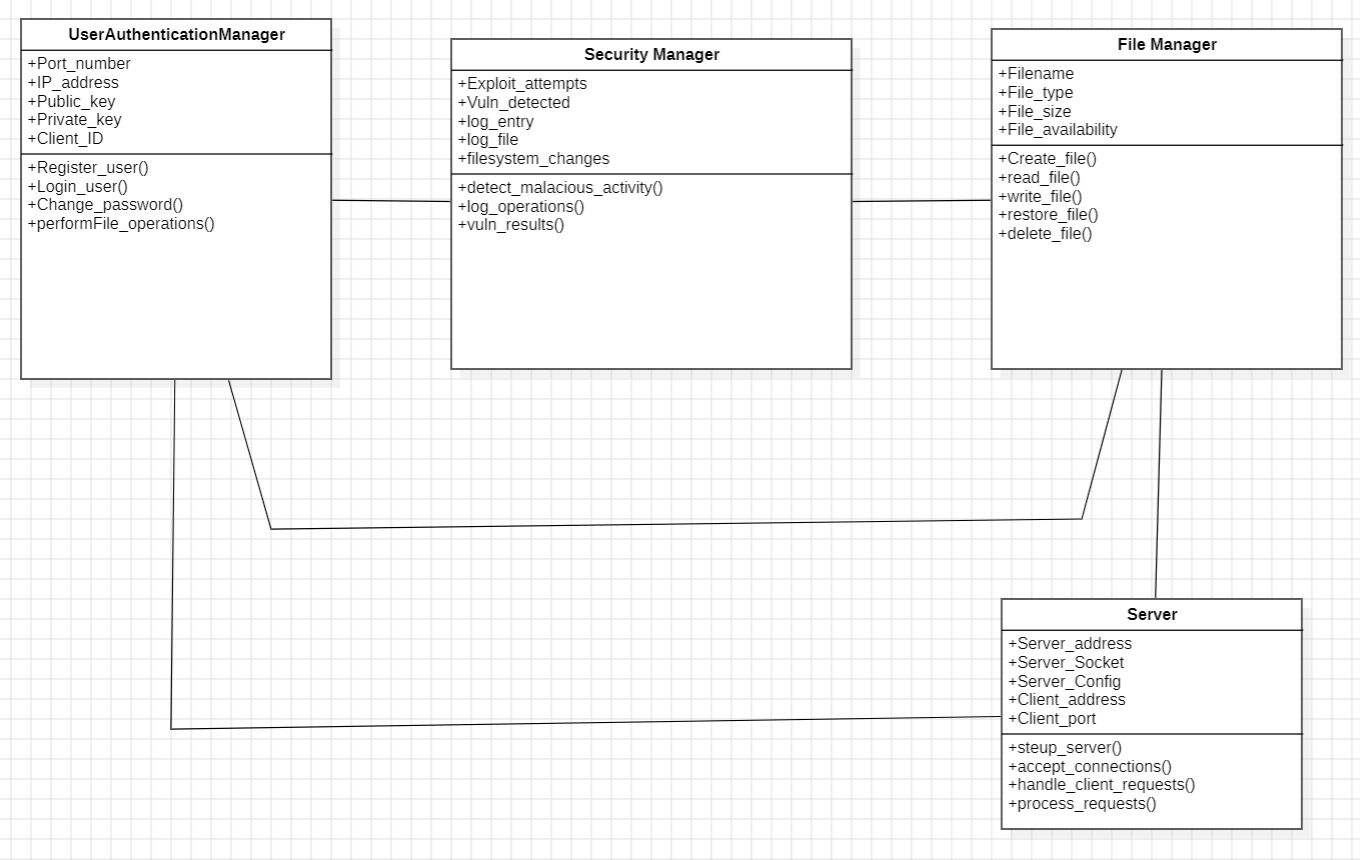 UserAuthenticationManager
+Port_number
+IP_address
+Public_key
+Private_key
+Client_ID
+Register_user()
+Login_user()
+Change_password()
+performFile_operations()
Security Manager
+Exploit_attempts
+Vuln_detected
+log_entry
+log_file
+filesystem_changes
+detect_malacious_activity()
+log_operations()
+vuln_results()
File Manager
+Filename
+File_type
+File_size
+File_availability
+Create_file()
+read_file()
+write_file()
+restore_file()
+delete_file()
Server
+Server_address
+Server_Socket
+Server_Config
+Client_address
+Client_port
+steup_server()
+accept_connections()
+handle_client_requests()
+process_requests()